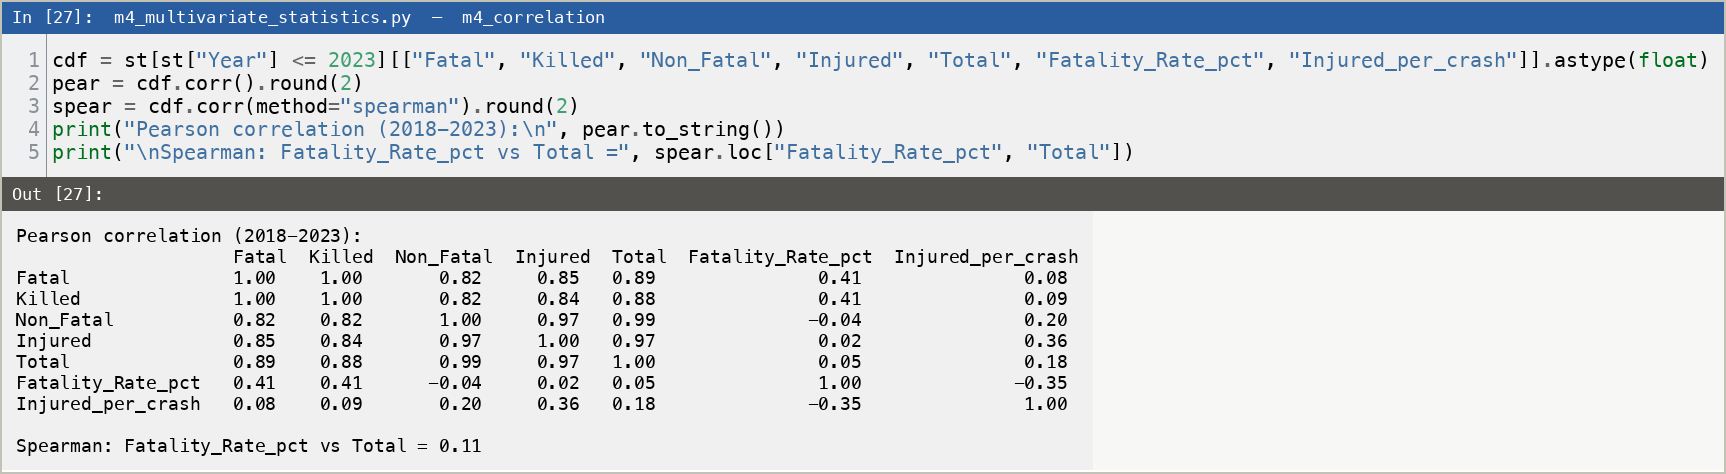 In [27]:  m4_multivariate_statistics.py  —  m4_correlation
1 cdf = st[st["Year"] <= 2023][["Fatal", "Killed", "Non_Fatal", "Injured", "Total", "Fatality_Rate_pct", "Injured_per_crash"]].astype(float)
2 pear = cdf.corr().round(2)
3 spear = cdf.corr(method="spearman").round(2)
4 print("Pearson correlation (2018–2023):\n", pear.to_string())
5 print("\nSpearman: Fatality_Rate_pct vs Total =", spear.loc["Fatality_Rate_pct", "Total"])
Out [27]:
Pearson correlation (2018–2023):
                    Fatal  Killed  Non_Fatal  Injured  Total  Fatality_Rate_pct  Injured_per_crash
Fatal               1.00    1.00       0.82     0.85   0.89               0.41               0.08
Killed              1.00    1.00       0.82     0.84   0.88               0.41               0.09
Non_Fatal           0.82    0.82       1.00     0.97   0.99              −0.04               0.20
Injured             0.85    0.84       0.97     1.00   0.97               0.02               0.36
Total               0.89    0.88       0.99     0.97   1.00               0.05               0.18
Fatality_Rate_pct   0.41    0.41      −0.04     0.02   0.05               1.00              −0.35
Injured_per_crash   0.08    0.09       0.20     0.36   0.18              −0.35               1.00
Spearman: Fatality_Rate_pct vs Total = 0.11